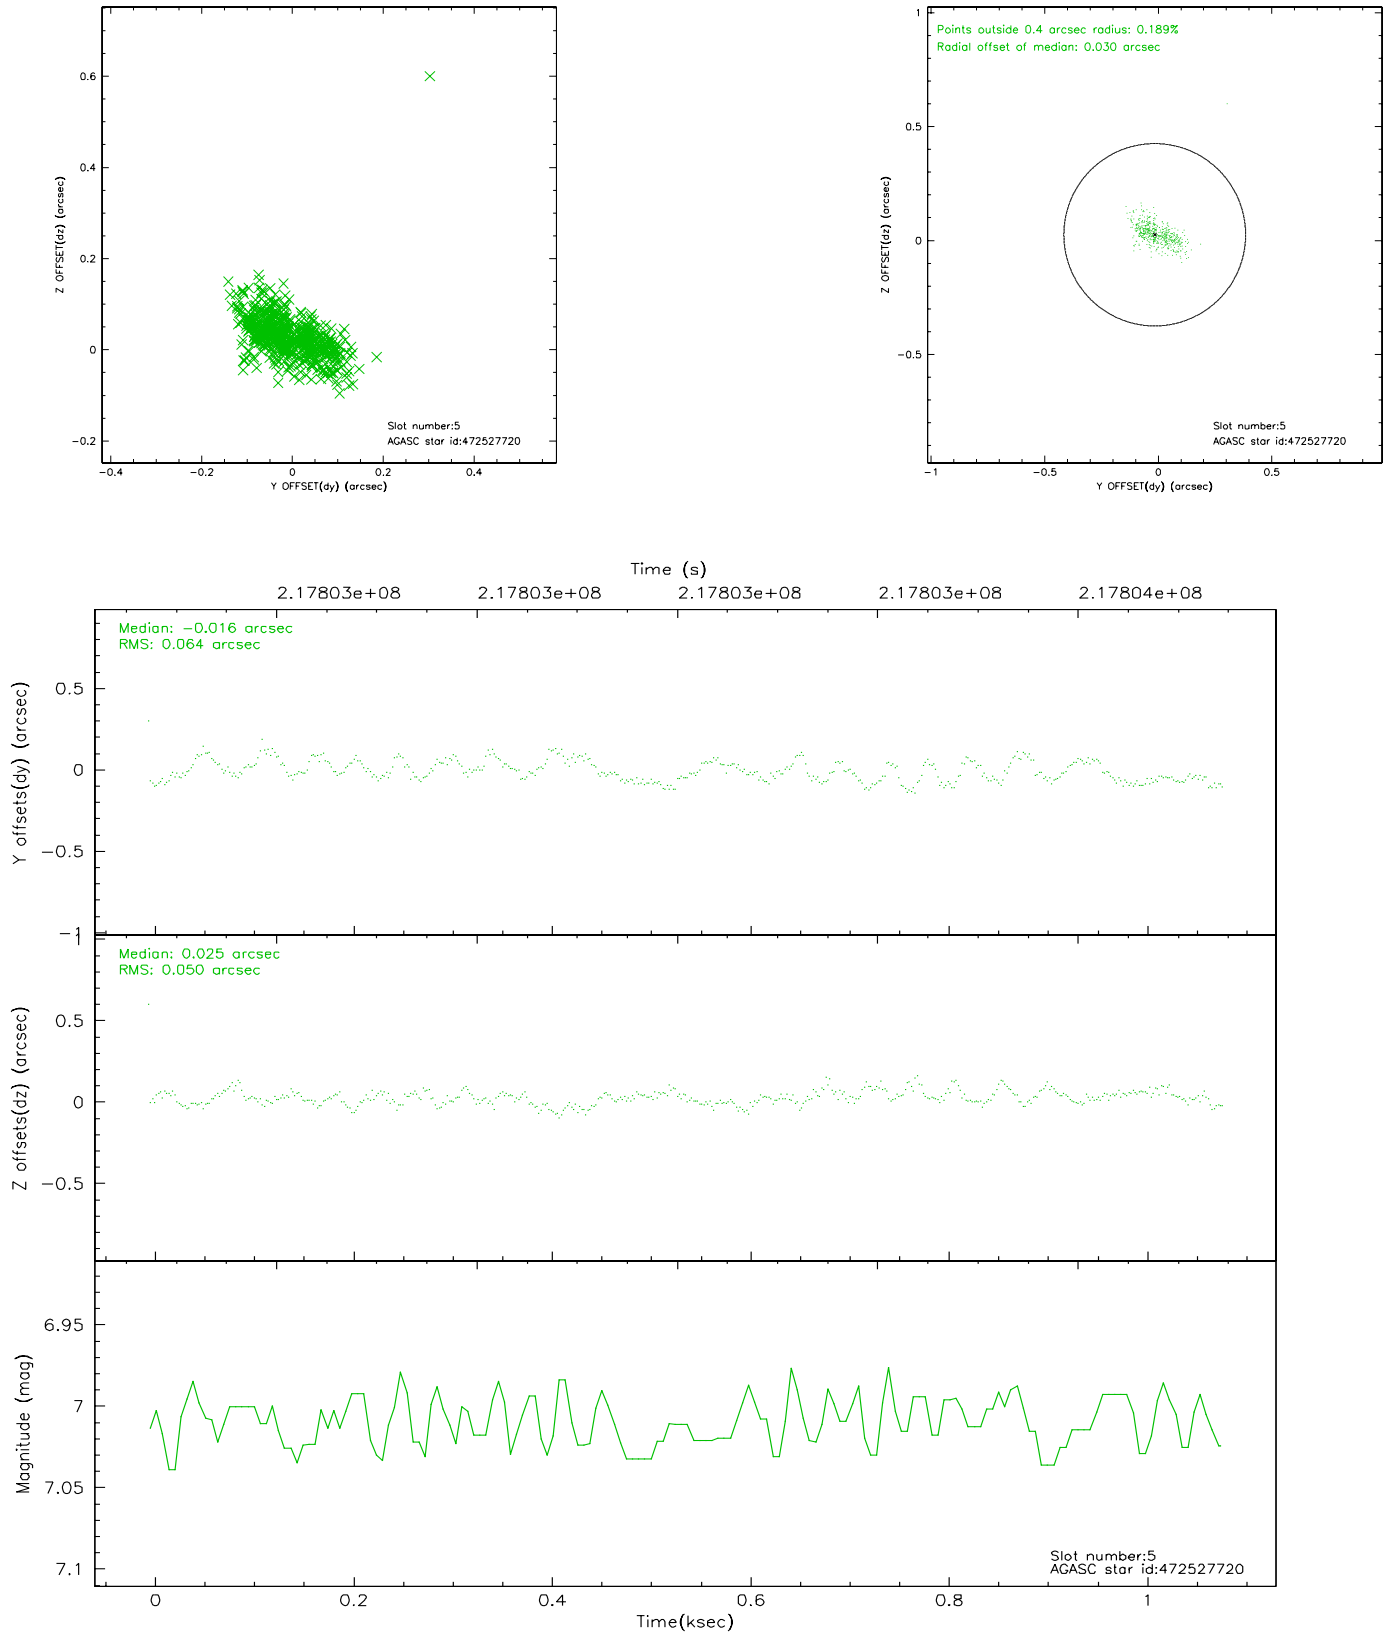 0.6
0.4
0.2
0
−0.2
Z OFFSET(dz) (arcsec)
Slot number:5
AGASC star id:472527720
−0.4 −0.2 0 0.2 0.4
Y OFFSET(dy) (arcsec)
Points outside 0.4 arcsec radius: 0.189%
Radial offset of median: 0.030 arcsec
1
0.5
0
−0.5
Z OFFSET(dz) (arcsec)
Slot number:5
AGASC star id:472527720
−1 −0.5 0 0.5
Y OFFSET(dy) (arcsec)
Time (s)
2.17803e+08 2.17803e+08 2.17803e+08 2.17803e+08 2.17804e+08
Median: −0.016 arcsec
RMS: 0.064 arcsec
0.5
0
−0.5
−1
Y offsets(dy) (arcsec)
Median: 0.025 arcsec
RMS: 0.050 arcsec
1
0.5
0
−0.5
Z offsets(dz) (arcsec)
6.95
7
7.05
7.1
Magnitude (mag)
Slot number:5
AGASC star id:472527720
0 0.2 0.4 0.6 0.8 1
Time(ksec)